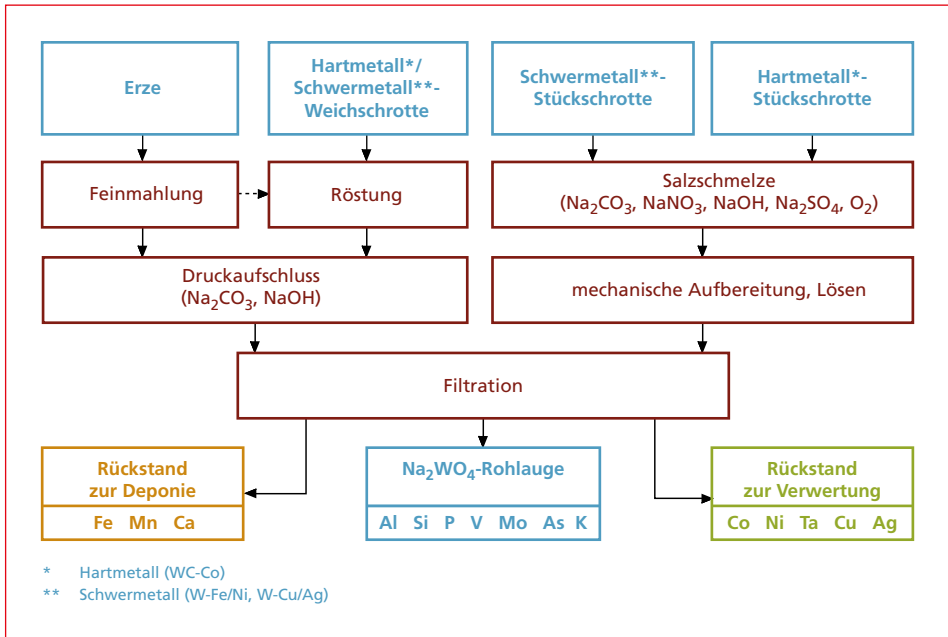 Erze
Hartmetall*/
Schwermetall**-
Weichschrotte
Schwermetall**-
Stückschrotte
Hartmetall*-
Stückschrotte
Feinmahlung
Röstung
Salzschmelze
(Na₂CO₃, NaNO₃, NaOH, Na₂SO₄, O₂)
Druckaufschluss
(Na₂CO₃, NaOH)
mechanische Aufbereitung, Lösen
Filtration
Rückstand
zur Deponie
Fe Mn Ca
Na₂WO₄-Rohlauge
Al Si P V Mo As K
Rückstand
zur Verwertung
Co Ni Ta Cu Ag
* Hartmetall (WC-Co)
** Schwermetall (W-Fe/Ni, W-Cu/Ag)